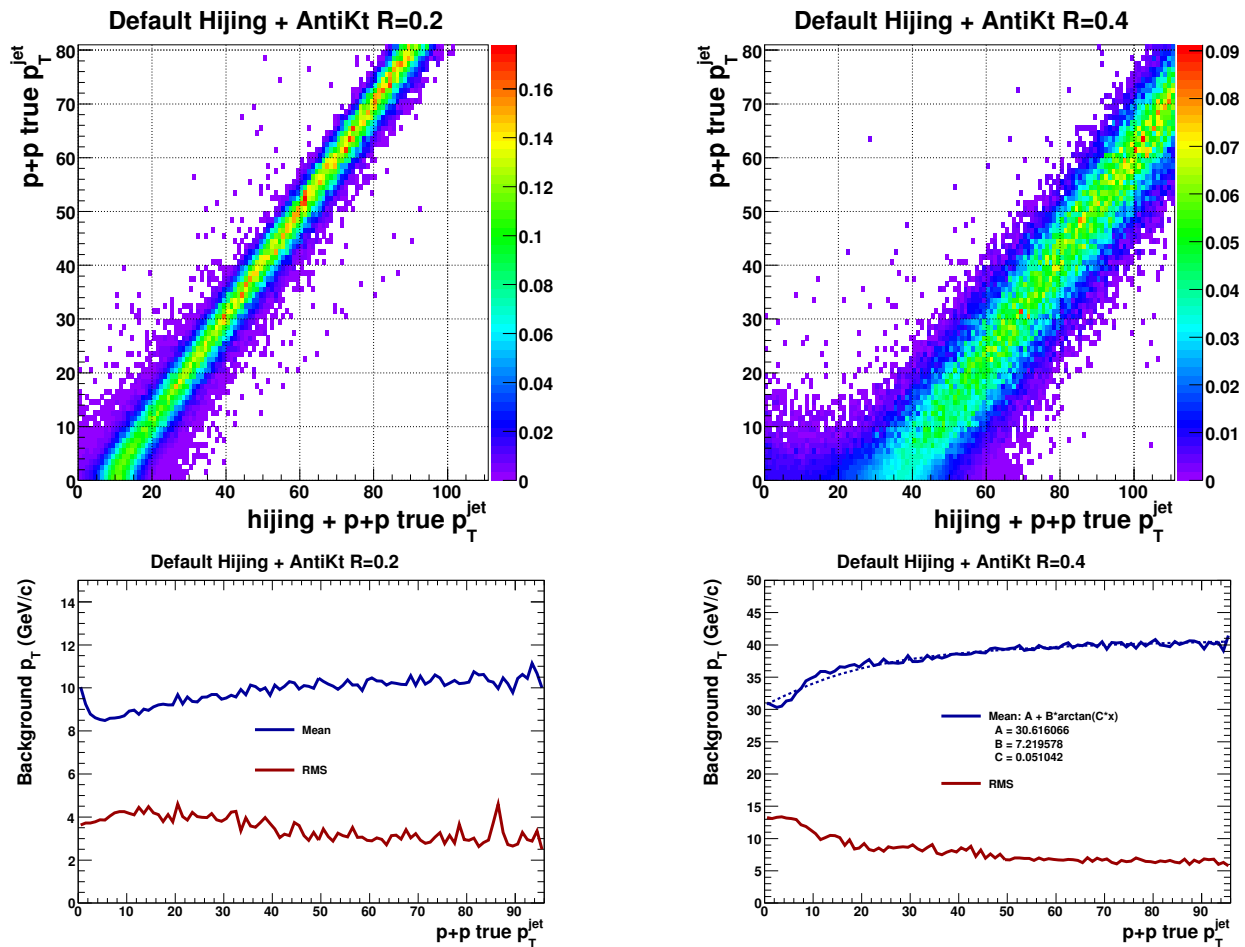 Default Hijing + AntiKt R=0.2
p+p true p_T^jet
80
70
60
50
40
30
20
10
0
0 20 40 60 80 100
hijing + p+p true p_T^jet
0.16
0.14
0.12
0.1
0.08
0.06
0.04
0.02
0
Default Hijing + AntiKt R=0.4
p+p true p_T^jet
80
70
60
50
40
30
20
10
0
0 20 40 60 80 100
hijing + p+p true p_T^jet
0.09
0.08
0.07
0.06
0.05
0.04
0.03
0.02
0.01
0
Default Hijing + AntiKt R=0.2
Background p_T (GeV/c)
14
12
10
8
6
4
2
0
Mean
RMS
0 10 20 30 40 50 60 70 80 90
p+p true p_T^jet
Default Hijing + AntiKt R=0.4
Background p_T (GeV/c)
50
45
40
35
30
25
20
15
10
5
0
Mean: A + B*arctan(C*x)
A = 30.616066
B = 7.219578
C = 0.051042
RMS
0 10 20 30 40 50 60 70 80 90
p+p true p_T^jet